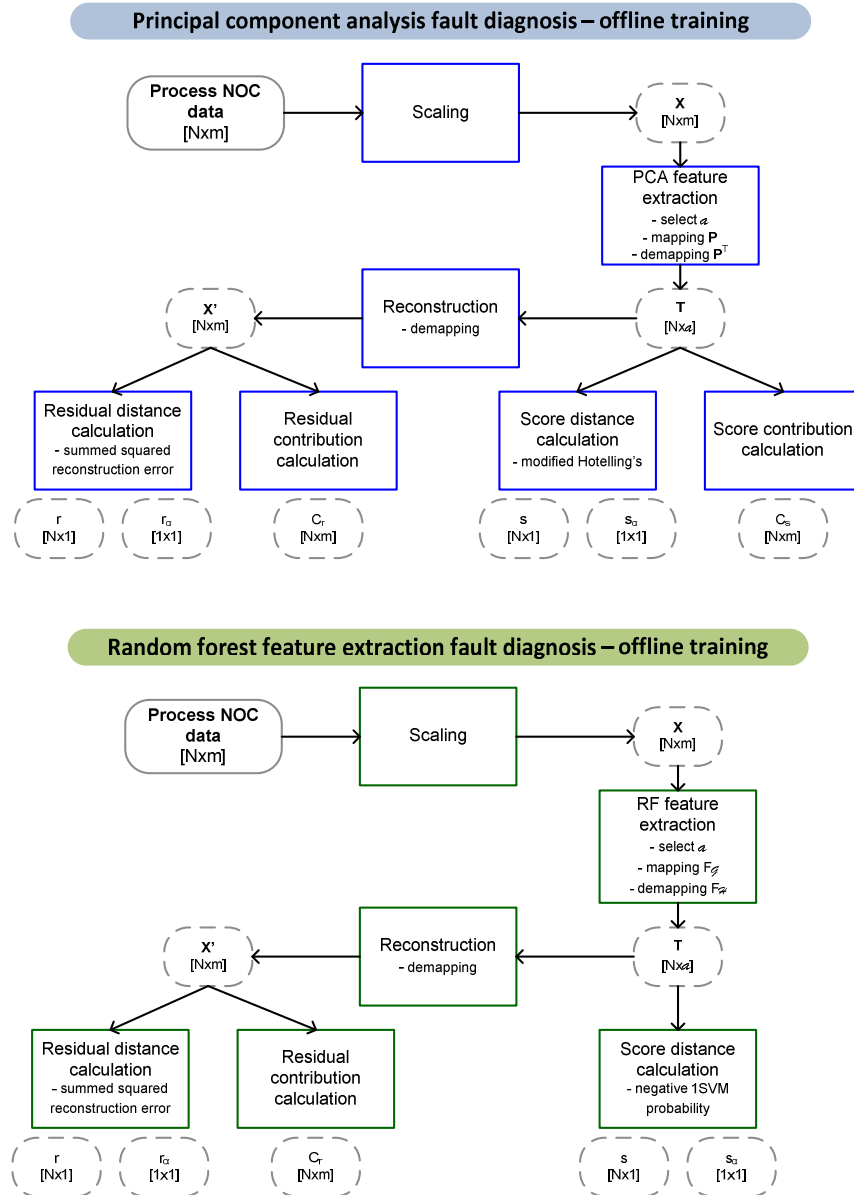 Principal component analysis fault diagnosis – offline training
Process NOC
data
[Nxm]
Scaling
X
[Nxm]
PCA feature
extraction
- select a
- mapping P
- demapping Pᵀ
X'
[Nxm]
Reconstruction
- demapping
T
[Nxa]
Residual distance
calculation
- summed squared
reconstruction error
Residual
contribution
calculation
Score distance
calculation
- modified Hotelling's
Score contribution
calculation
r
[Nx1]
rα
[1x1]
Cr
[Nxm]
s
[Nx1]
sα
[1x1]
Cs
[Nxm]
Random forest feature extraction fault diagnosis – offline training
Process NOC
data
[Nxm]
Scaling
X
[Nxm]
RF feature
extraction
- select a
- mapping F𝒢
- demapping Fℋ
X'
[Nxm]
Reconstruction
- demapping
T
[Nxa]
Residual distance
calculation
- summed squared
reconstruction error
Residual
contribution
calculation
Score distance
calculation
- negative 1SVM
probability
r
[Nx1]
rα
[1x1]
Cr
[Nxm]
s
[Nx1]
sα
[1x1]